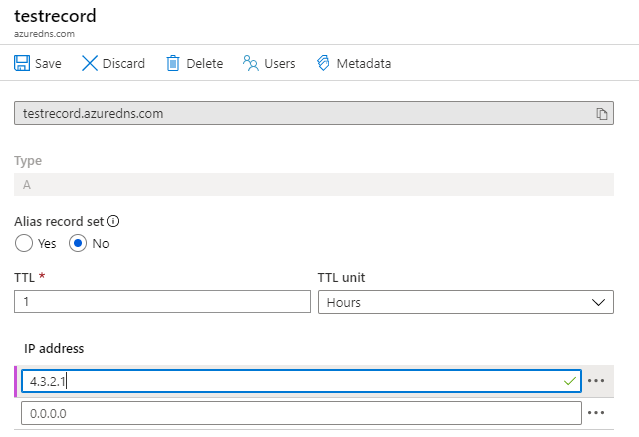 testrecord
azuredns.com
Save Discard Delete Users Metadata
testrecord.azuredns.com
Type
A
Alias record set
Yes No
TTL * TTL unit
1 Hours
IP address
4.3.2.1
0.0.0.0